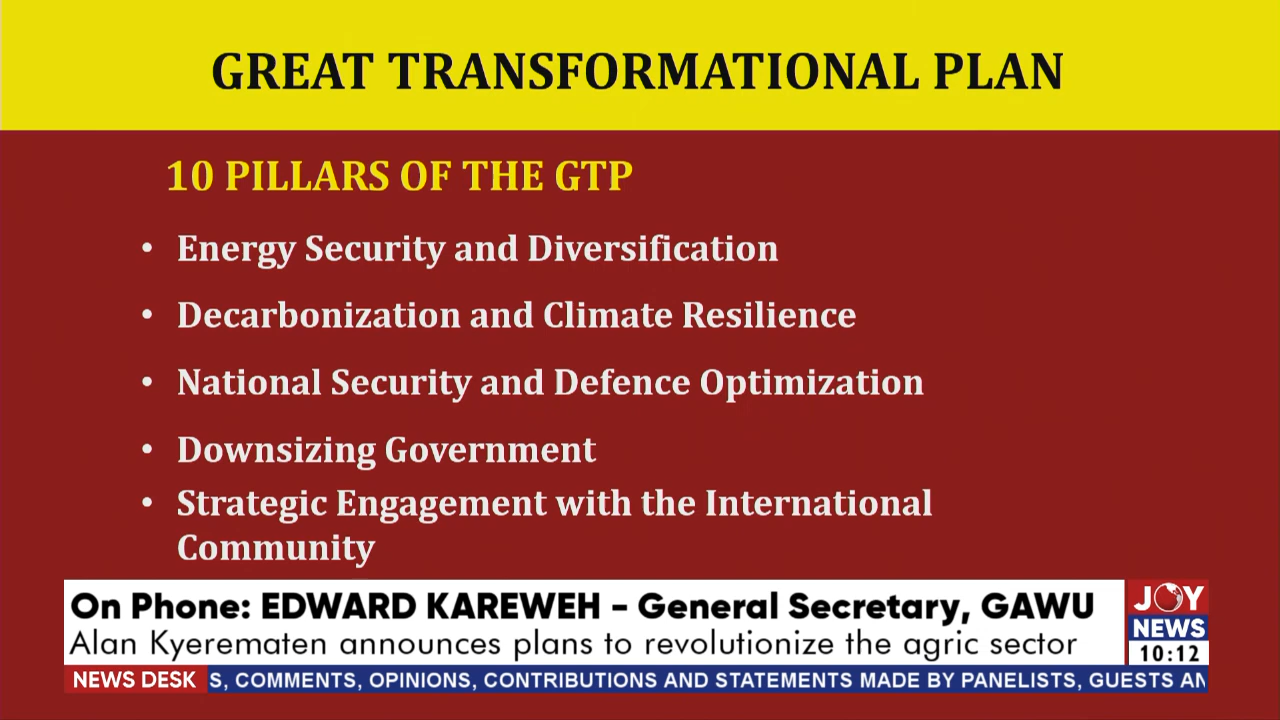 GREAT TRANSFORMATIONAL PLAN
10 PILLARS OF THE GTP
• Energy Security and Diversification
• Decarbonization and Climate Resilience
• National Security and Defence Optimization
• Downsizing Government
• Strategic Engagement with the International
Community
On Phone: EDWARD KAREWEH – General Secretary, GAWU
Alan Kyerematen announces plans to revolutionize the agric sector
JOY
NEWS
10:12
NEWS DESK S, COMMENTS, OPINIONS, CONTRIBUTIONS AND STATEMENTS MADE BY PANELISTS, GUESTS AN